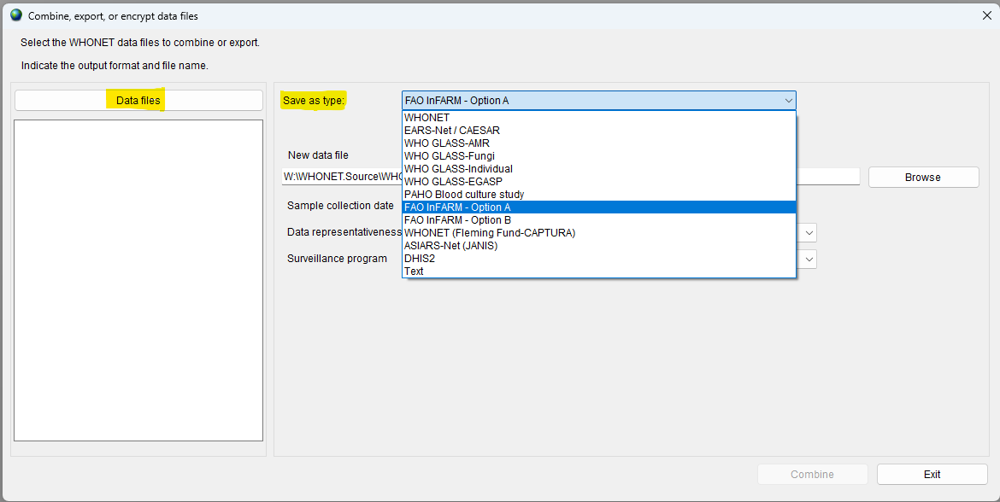 Combine, export, or encrypt data files
Select the WHONET data files to combine or export.
Indicate the output format and file name.
Data files
Save as type:
FAO InFARM - Option A
WHONET
EARS-Net / CAESAR
WHO GLASS-AMR
WHO GLASS-Fungi
WHO GLASS-Individual
WHO GLASS-EGASP
PAHO Blood culture study
FAO InFARM - Option A
FAO InFARM - Option B
WHONET (Fleming Fund-CAPTURA)
ASIARS-Net (JANIS)
DHIS2
Text
New data file
W:\WHONET.Source\WHO
Browse
Sample collection date
Data representativeness
Surveillance program
Combine
Exit